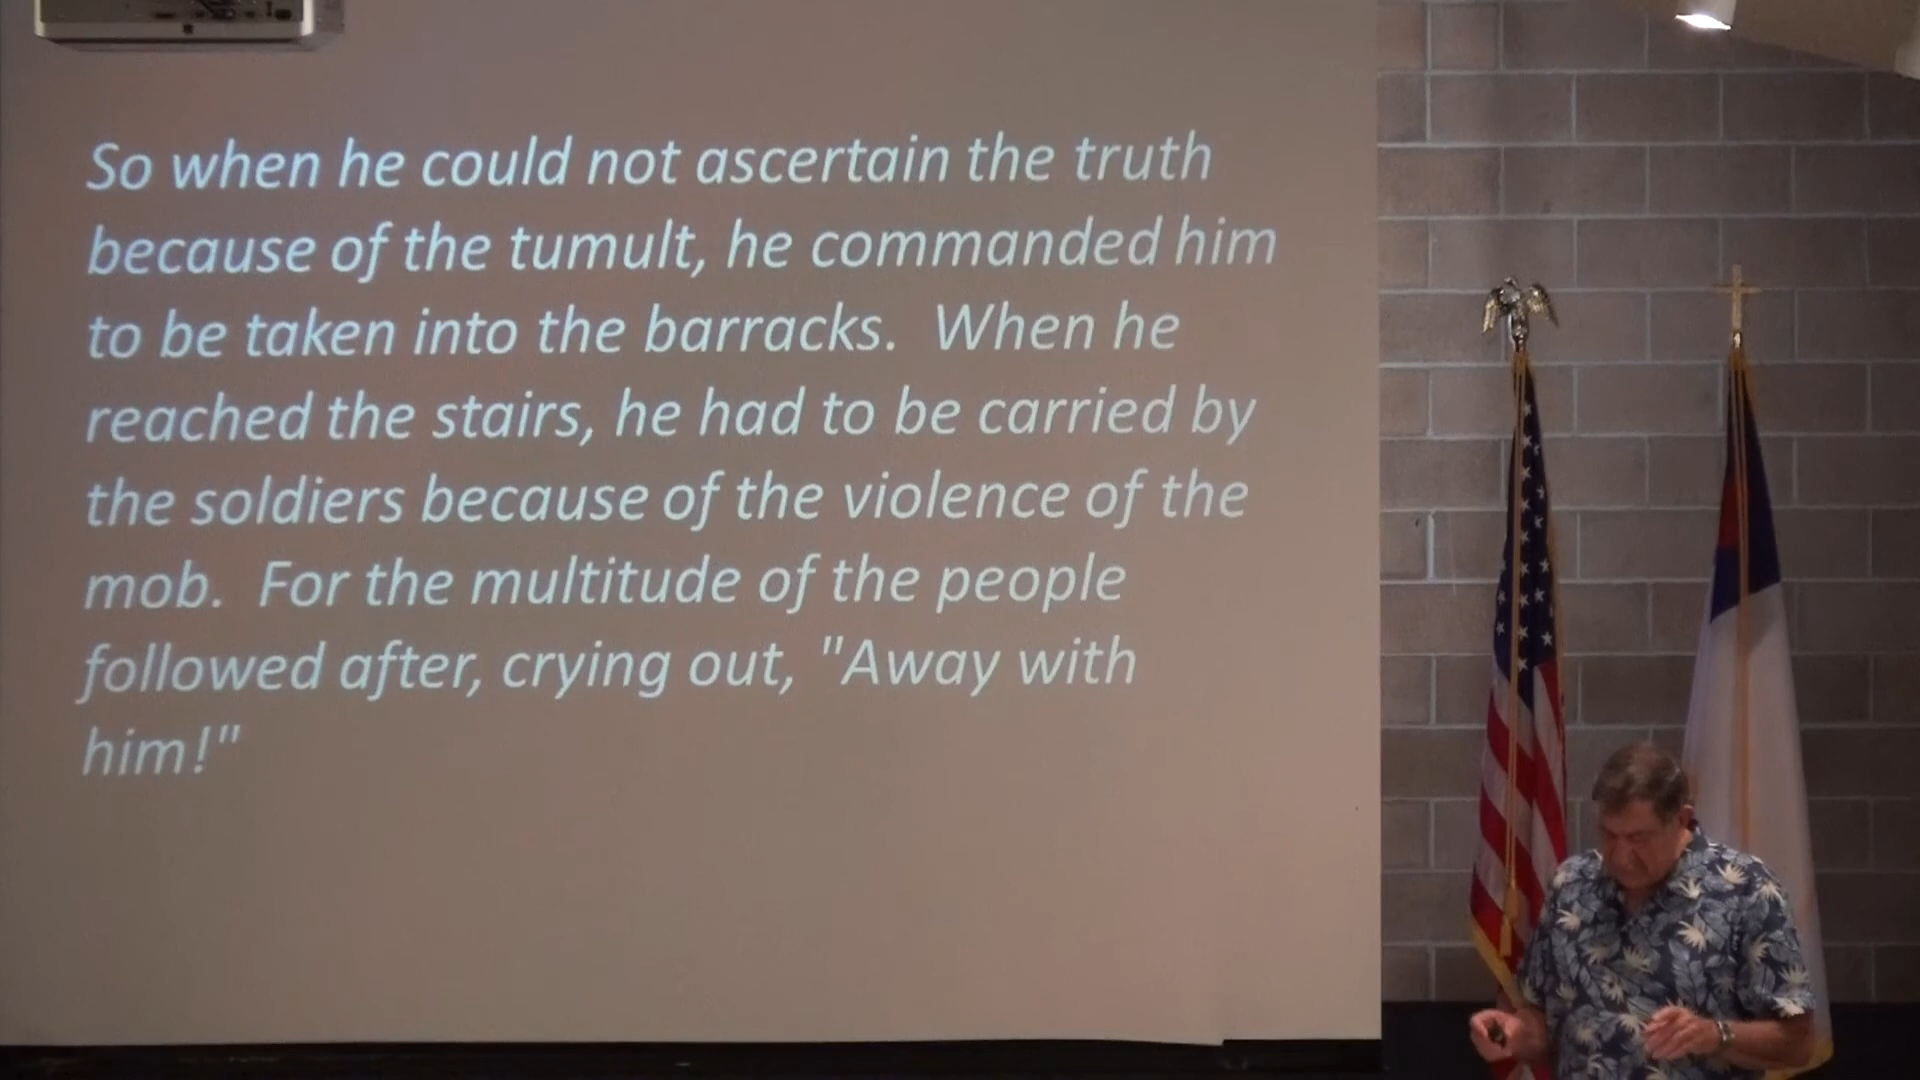 So when he could not ascertain the truth
because of the tumult, he commanded him
to be taken into the barracks.  When he
reached the stairs, he had to be carried by
the soldiers because of the violence of the
mob.  For the multitude of the people
followed after, crying out, "Away with
him!"